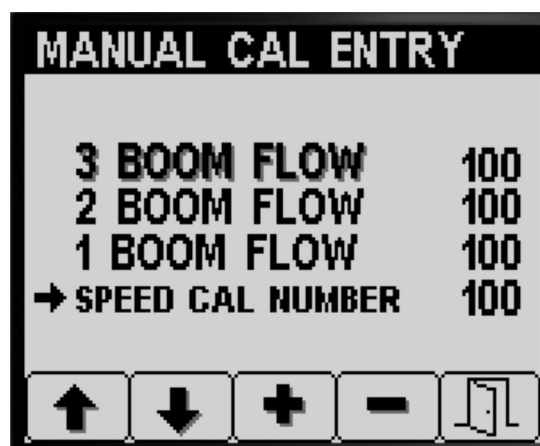 MANUAL CAL ENTRY
3 BOOM FLOW 100
2 BOOM FLOW 100
1 BOOM FLOW 100
SPEED CAL NUMBER 100